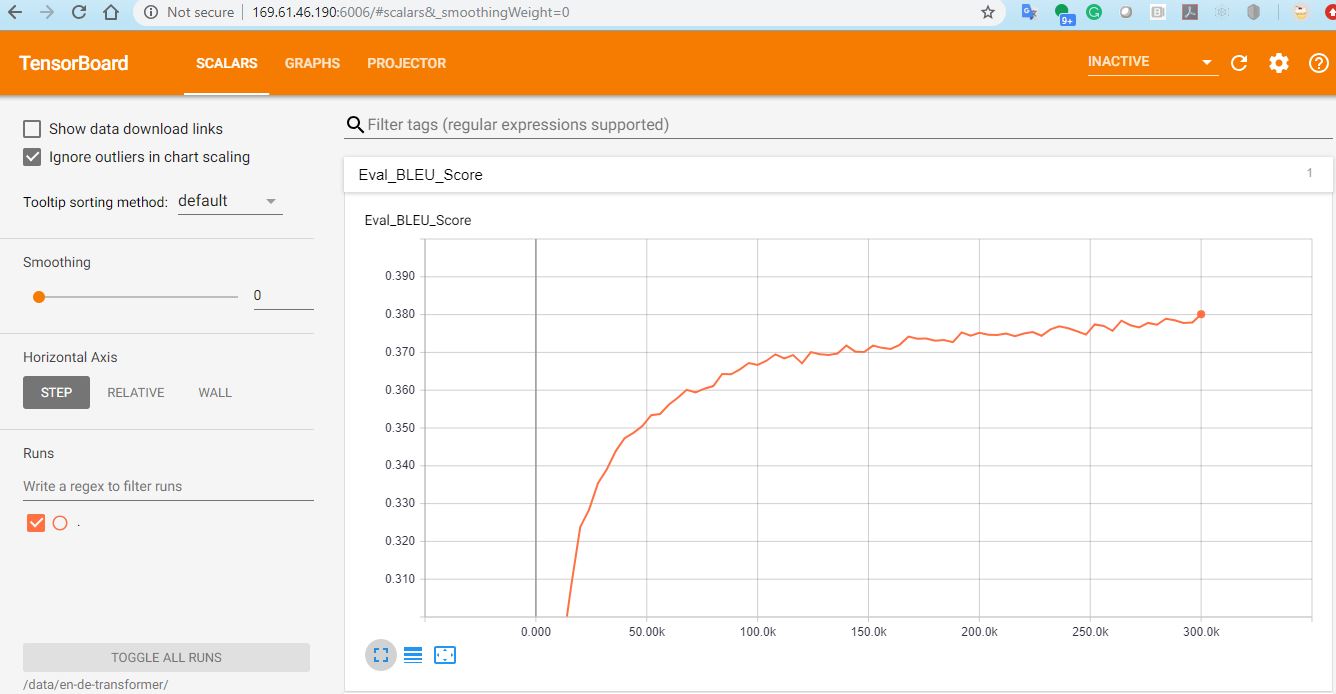 Not secure | 169.61.46.190:6006/#scalars&_smoothingWeight=0
9+
TensorBoard SCALARS GRAPHS PROJECTOR INACTIVE
Show data download links
Ignore outliers in chart scaling
Tooltip sorting method: default
Smoothing
0
Horizontal Axis
STEP RELATIVE WALL
Runs
Write a regex to filter runs
.
TOGGLE ALL RUNS
/data/en-de-transformer/
Filter tags (regular expressions supported)
Eval_BLEU_Score 1
Eval_BLEU_Score
0.390
0.380
0.370
0.360
0.350
0.340
0.330
0.320
0.310
0.000 50.00k 100.0k 150.0k 200.0k 250.0k 300.0k